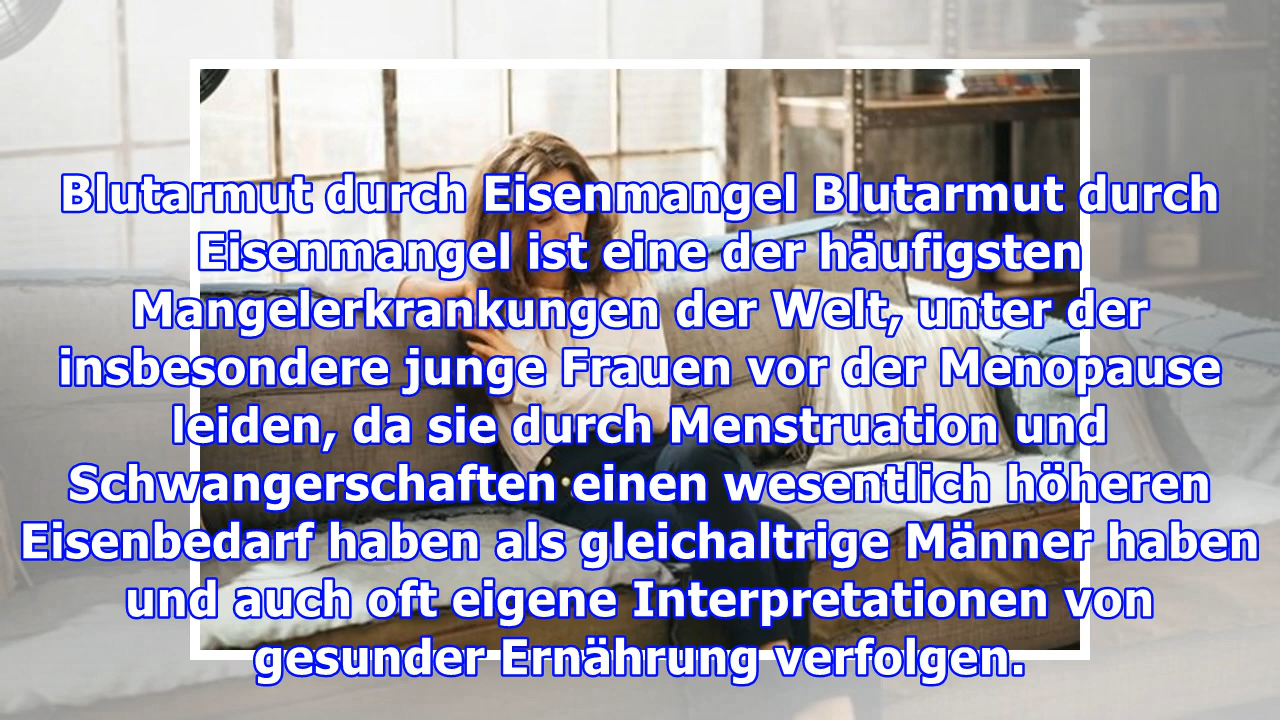 Blutarmut durch Eisenmangel Blutarmut durch
Eisenmangel ist eine der häufigsten
Mangelerkrankungen der Welt, unter der
insbesondere junge Frauen vor der Menopause
leiden, da sie durch Menstruation und
Schwangerschaften einen wesentlich höheren
Eisenbedarf haben als gleichaltrige Männer haben
und auch oft eigene Interpretationen von
gesunder Ernährung verfolgen.